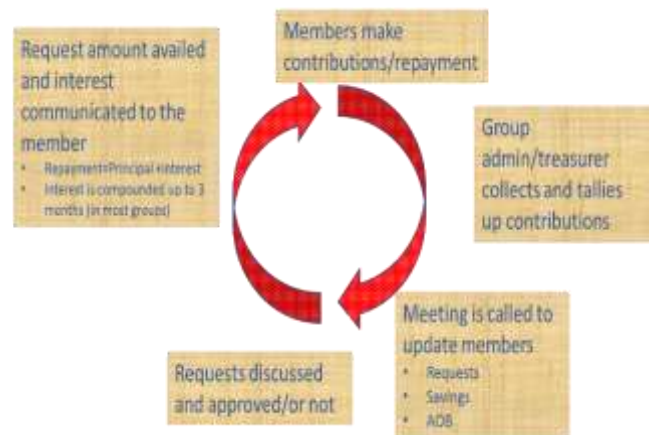 Members make
contributions/repayment
Group
admin/treasurer
collects and tallies
up contributions
Meeting is called to
update members
• Requests
• Savings
• AOB
Requests discussed
and approved/or not
Request amount availed
and interest
communicated to the
member
• Repayment=Principal +Interest
• Interest is compounded up to 3
months (in most groups)